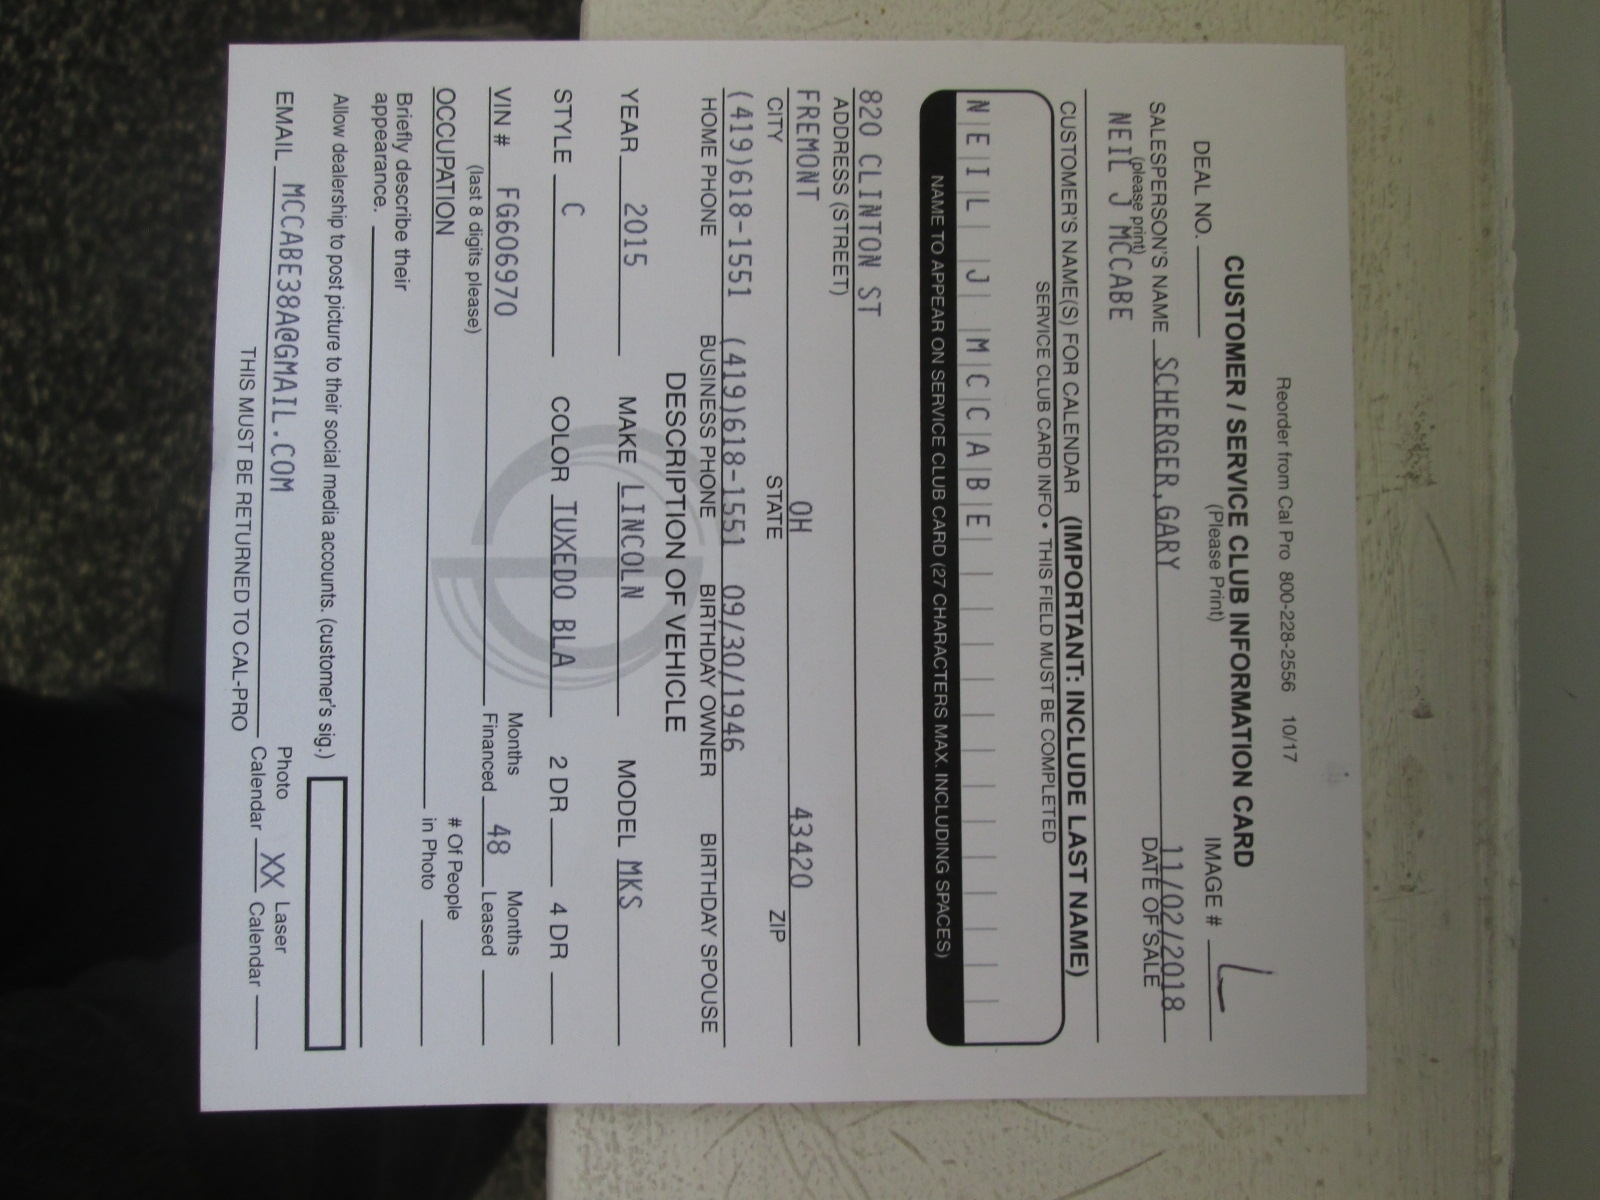 Reorder from Cal Pro 800-228-2556 10/17
CUSTOMER / SERVICE CLUB INFORMATION CARD
(Please Print)
DEAL NO. IMAGE # L
SALESPERSON'S NAME SCHERGER,GARY 11/02/2018
(please print) DATE OF SALE
NEIL J MCCABE
CUSTOMER'S NAME(S) FOR CALENDAR (IMPORTANT: INCLUDE LAST NAME)
SERVICE CLUB CARD INFO • THIS FIELD MUST BE COMPLETED
NEIL J MCCABE
NAME TO APPEAR ON SERVICE CLUB CARD (27 CHARACTERS MAX. INCLUDING SPACES)
820 CLINTON ST
ADDRESS (STREET)
FREMONT OH 43420
CITY STATE ZIP
(419)618-1551 (419)618-1551 09/30/1946
HOME PHONE BUSINESS PHONE BIRTHDAY OWNER BIRTHDAY SPOUSE
DESCRIPTION OF VEHICLE
YEAR 2015 MAKE LINCOLN MODEL MKS
STYLE C COLOR TUXEDO BLA 2 DR 4 DR
VIN # FG606970 Months Financed 48 Months Leased
(last 8 digits please)
OCCUPATION # Of People in Photo
Briefly describe their
appearance.
Allow dealership to post picture to their social media accounts. (customer's sig.)
EMAIL MCCABE38A@GMAIL.COM Photo Calendar XX Laser Calendar
THIS MUST BE RETURNED TO CAL-PRO